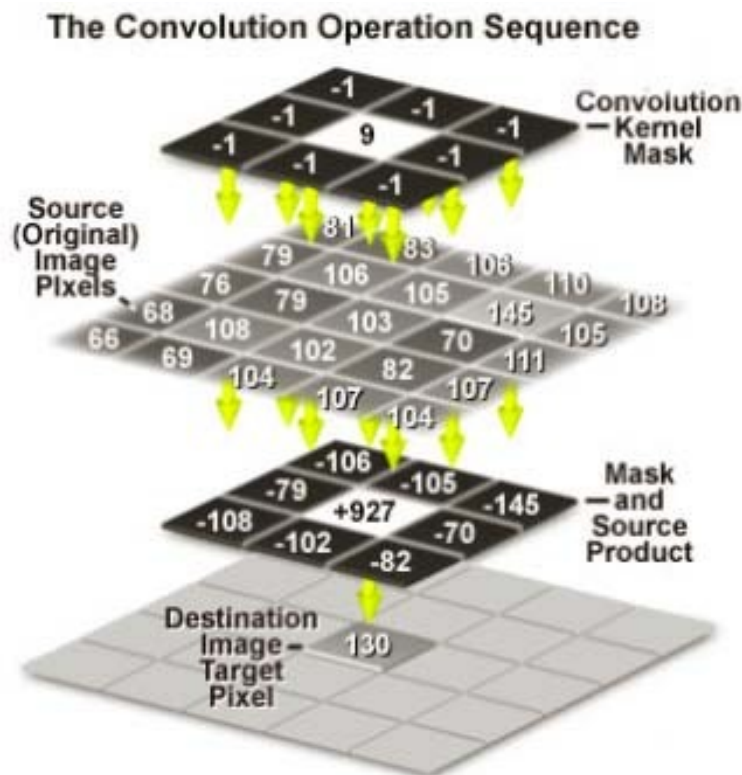 The Convolution Operation Sequence
-1
-1 -1
-1 9 -1
-1 -1
-1
Convolution
Kernel
Mask
Source
(Original)
Image
Pixels
81
79 83
76 106 106
68 79 105 110
66 108 103 145 108
69 102 70 105
104 82 111
107 107
104
-106
-79 -105
-108 +927 -145
-102 -70
-82
Mask
and
Source
Product
Destination
Image
Target
Pixel
130